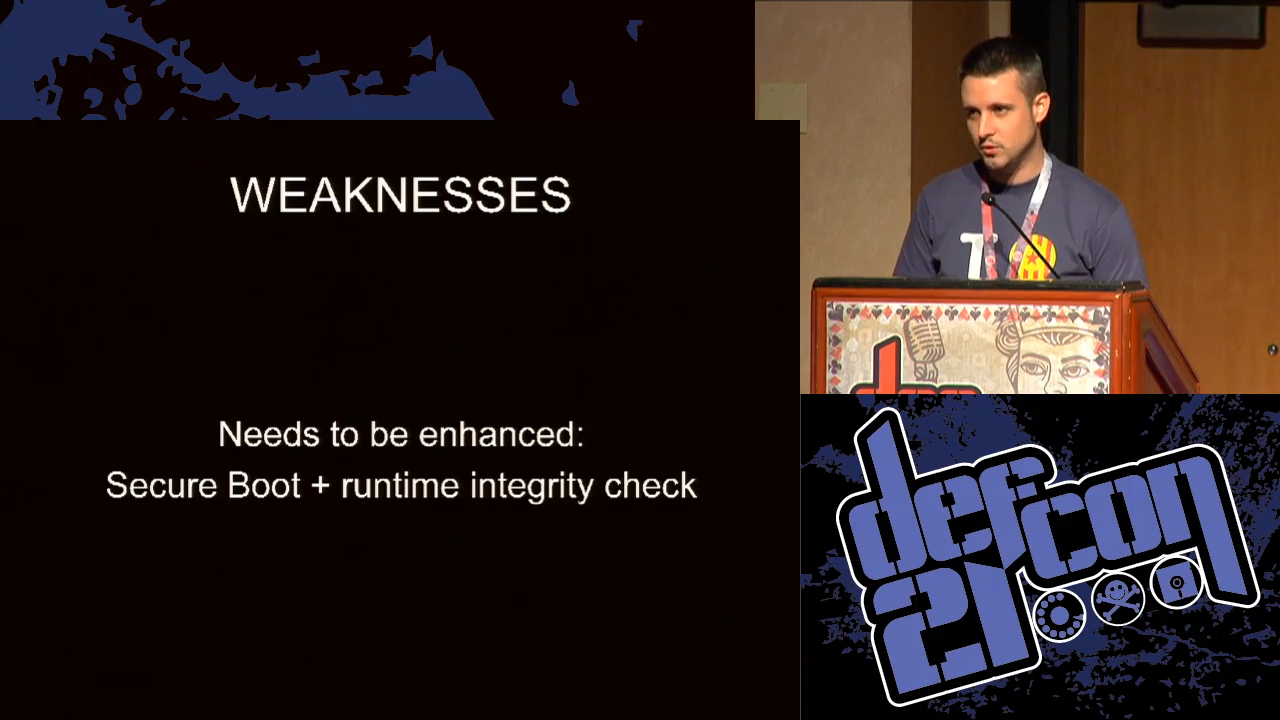 WEAKNESSES
Needs to be enhanced:
Secure Boot + runtime integrity check
defcon
21